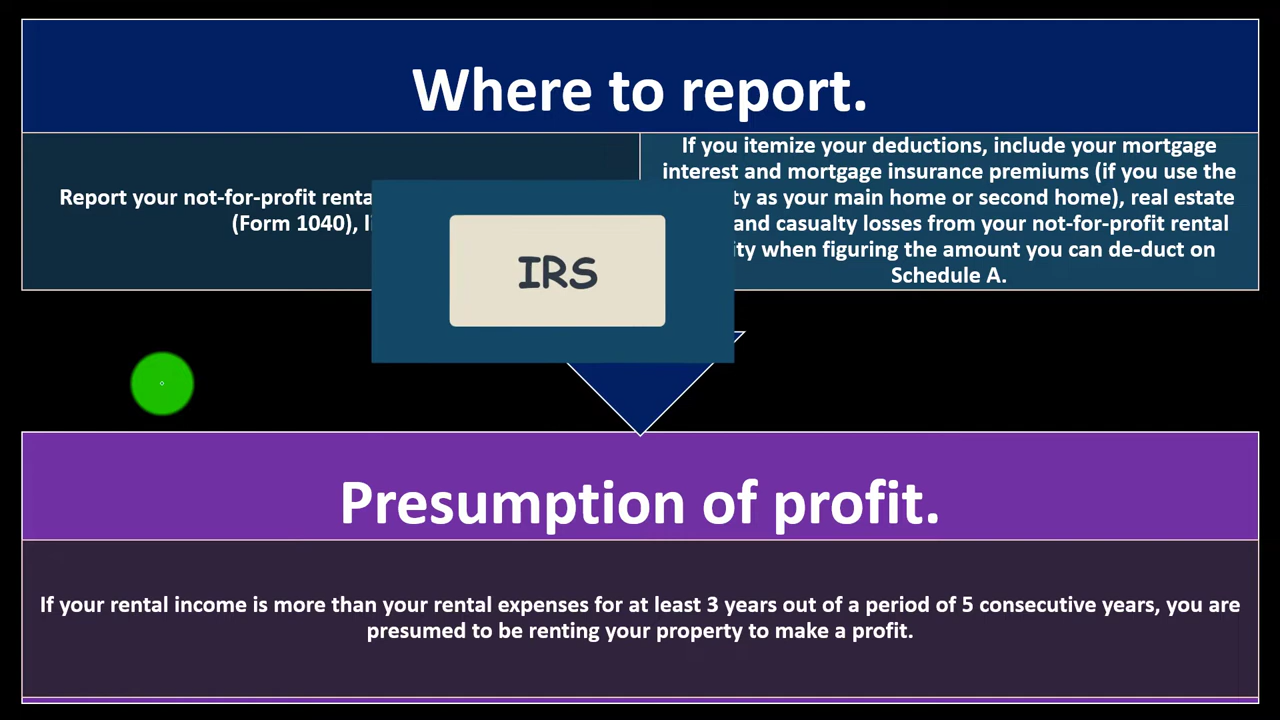 Where to report.
Report your not-for-profit
(Form 1040),
If you itemize your deductions, include your mortgage
interest and mortgage insurance premiums (if you use the
as your main home or second home), real estate
and casualty losses from your not-for-profit rental
when figuring the amount you can de-duct on
Schedule A.
IRS
Presumption of profit.
If your rental income is more than your rental expenses for at least 3 years out of a period of 5 consecutive years, you are
presumed to be renting your property to make a profit.